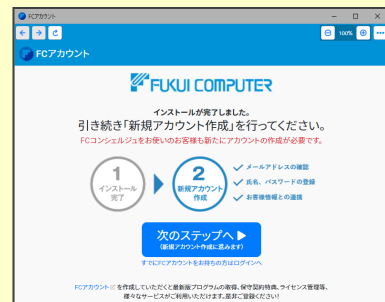 FCアカウント
100%
FCアカウント
FUKUI COMPUTER
インストールが完了しました。
引き続き「新規アカウント作成」を行ってください。
FCコンシェルジュをお使いのお客様も新たにアカウントの作成が必要です。
1
インストール
完了
2
新規アカウント
作成
メールアドレスの確認
氏名、パスワードの登録
お客様情報との連携
次のステップへ ▶
(新規アカウント作成に進みます)
すでにFCアカウントをお持ちの方はログインへ
FCアカウントを作成していただくと最新版プログラムの取得、保守契約特典、ライセンス管理等、
様々なサービスがご利用いただけます。是非ご登録ください!